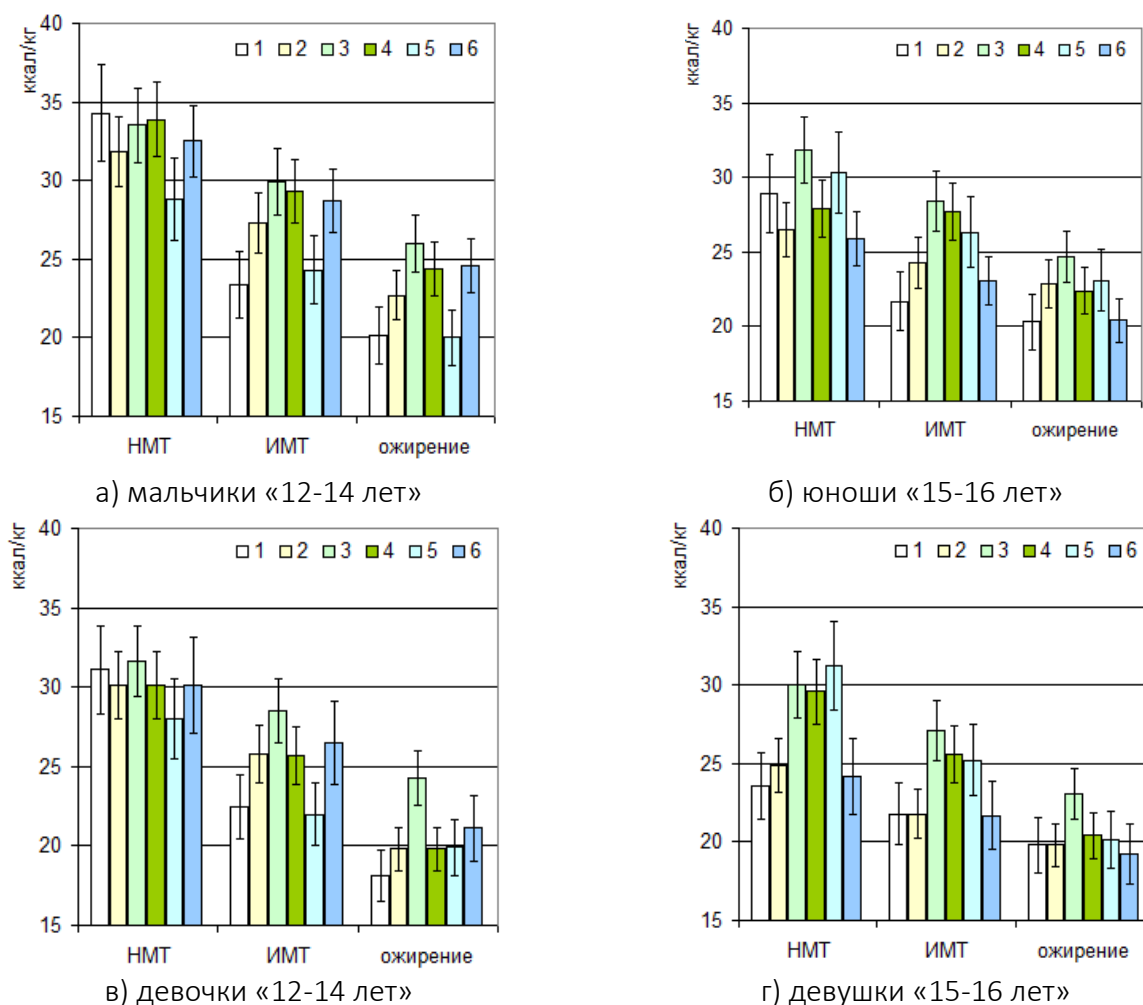 ккал/кг
40
35
30
25
20
15
1 2 3 4 5 6
НМТ ИМТ ожирение
а) мальчики «12-14 лет»
ккал/кг
40
35
30
25
20
15
1 2 3 4 5 6
НМТ ИМТ ожирение
б) юноши «15-16 лет»
ккал/кг
40
35
30
25
20
15
1 2 3 4 5 6
НМТ ИМТ ожирение
в) девочки «12-14 лет»
ккал/кг
40
35
30
25
20
15
1 2 3 4 5 6
НМТ ИМТ ожирение
г) девушки «15-16 лет»